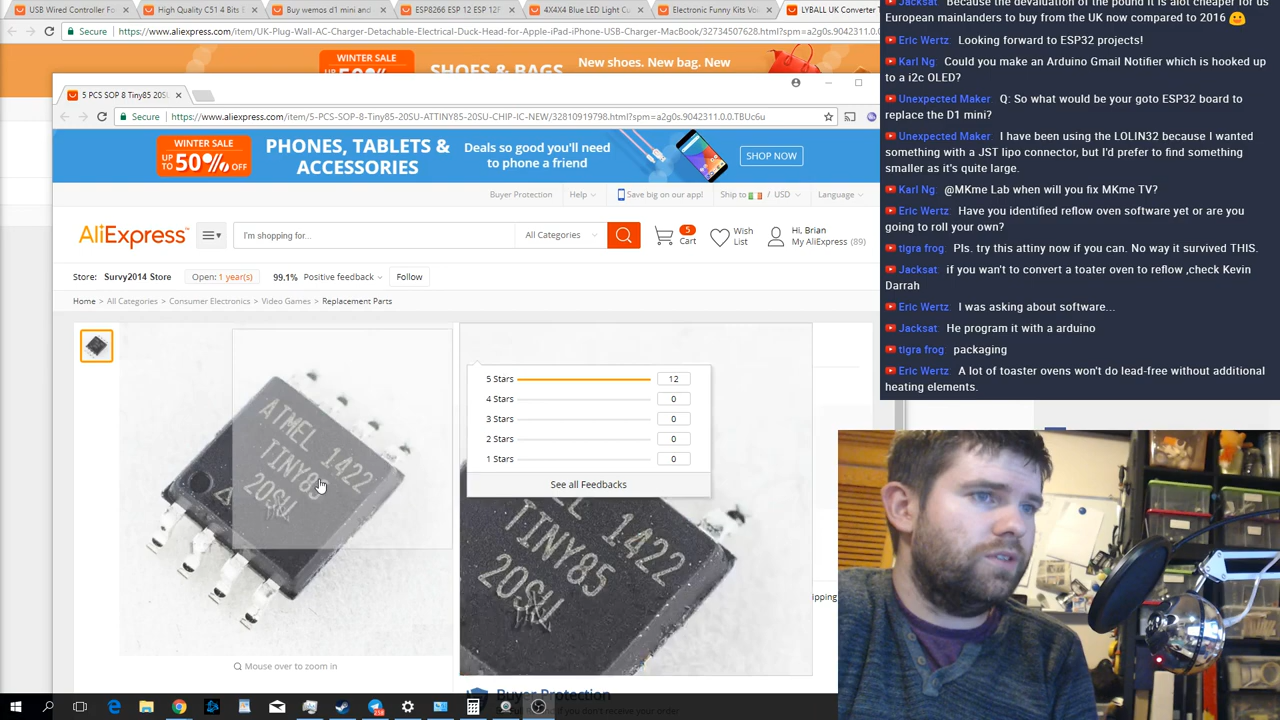 USB Wired Controller Fo
High Quality C51 4 Bits
Buy wemos d1 mini and
ESP8266 ESP 12 ESP 12F
4X4X4 Blue LED Light Cu
Electronic Funny Kits Vo
LYBALL UK Converter T
Secure https://www.aliexpress.com/item/UK-Plug-Wall-AC-Charger-Detachable-Electrical-Duck-Head-for-Apple-iPad-iPhone-USB-Charger-MacBook/32734507628.html?spm=a2g0s.9042311.0.0.
WINTER SALE
SHOES & BAGS
New shoes. New bag. New
5 PCS SOP 8 Tiny85 20SU
Secure https://www.aliexpress.com/item/5-PCS-SOP-8-Tiny85-20SU-ATTINY85-20SU-CHIP-IC-NEW/32810919798.html?spm=a2g0s.9042311.0.0.TBUc6u
WINTER SALE
UP TO 50% OFF
PHONES, TABLETS & ACCESSORIES
Deals so good you'll need to phone a friend
SHOP NOW
Buyer Protection
Help
Save big on our app!
Ship to / USD
Language
AliExpress
I'm shopping for...
All Categories
5
Cart
Wish List
Hi, Brian
My AliExpress (89)
Store: Survy2014 Store
Open: 1 year(s)
99.1% Positive feedback
Follow
Home > All Categories > Consumer Electronics > Video Games > Replacement Parts
ATMEL 1422
TINY85
20SU
5 Stars 12
4 Stars 0
3 Stars 0
2 Stars 0
1 Stars 0
See all Feedbacks
1422
TINY85
20SU
Mouse over to zoom in
Buyer Protection
Jacksat Because the devaluation of the pound it is alot cheaper for us
European mainlanders to buy from the UK now compared to 2016
Eric Wertz Looking forward to ESP32 projects!
Karl Ng Could you make an Arduino Gmail Notifier which is hooked up
to a i2c OLED?
Unexpected Maker Q: So what would be your goto ESP32 board to
replace the D1 mini?
Unexpected Maker I have been using the LOLIN32 because I wanted
something with a JST lipo connector, but I'd prefer to find something
smaller as it's quite large.
Karl Ng @MKme Lab when will you fix MKme TV?
Eric Wertz Have you identified reflow oven software yet or are you
going to roll your own?
tigra frog Pls. try this attiny now if you can. No way it survived THIS.
Jacksat if you wan't to convert a toater oven to reflow ,check Kevin
Darrah
Eric Wertz I was asking about software...
Jacksat He program it with a arduino
tigra frog packaging
Eric Wertz A lot of toaster ovens won't do lead-free without additional
heating elements.